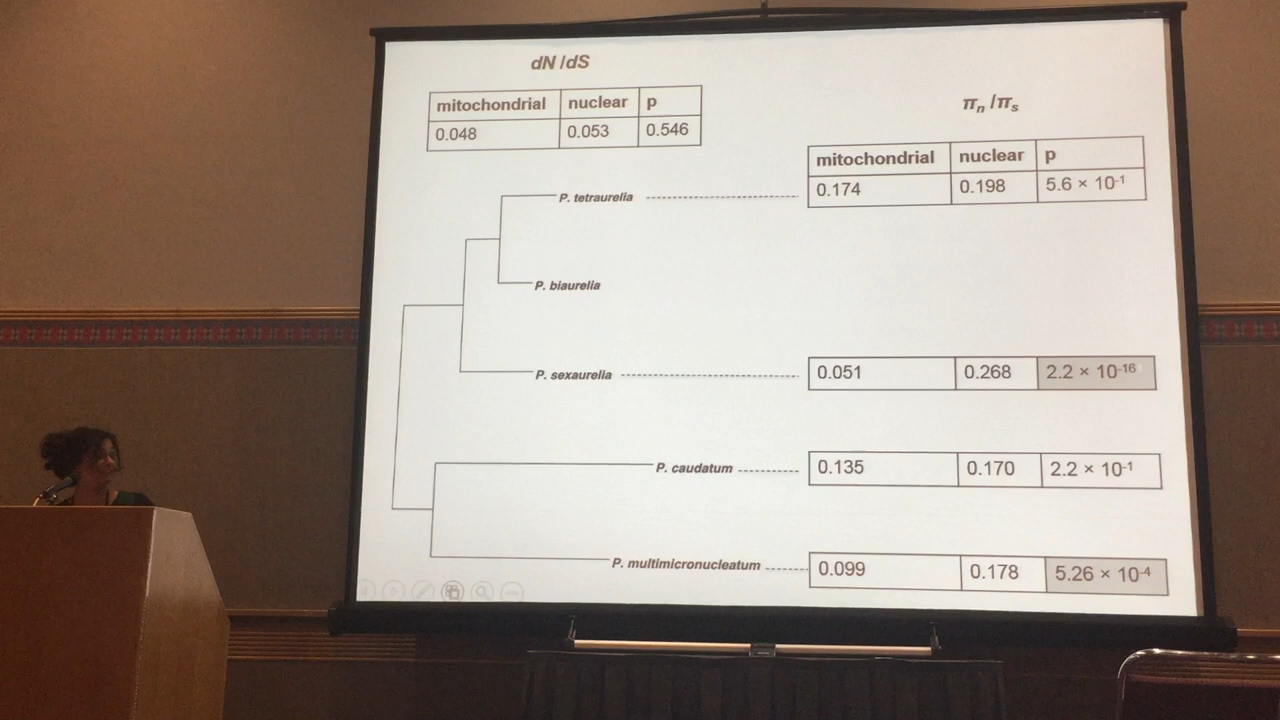 dN /dS
mitochondrial nuclear p
0.048 0.053 0.546
πn /πs
mitochondrial nuclear p
P. tetraurelia 0.174 0.198 5.6 × 10-1
P. biaurelia
P. sexaurelia 0.051 0.268 2.2 × 10-16
P. caudatum 0.135 0.170 2.2 × 10-1
P. multimicronucleatum 0.099 0.178 5.26 × 10-4